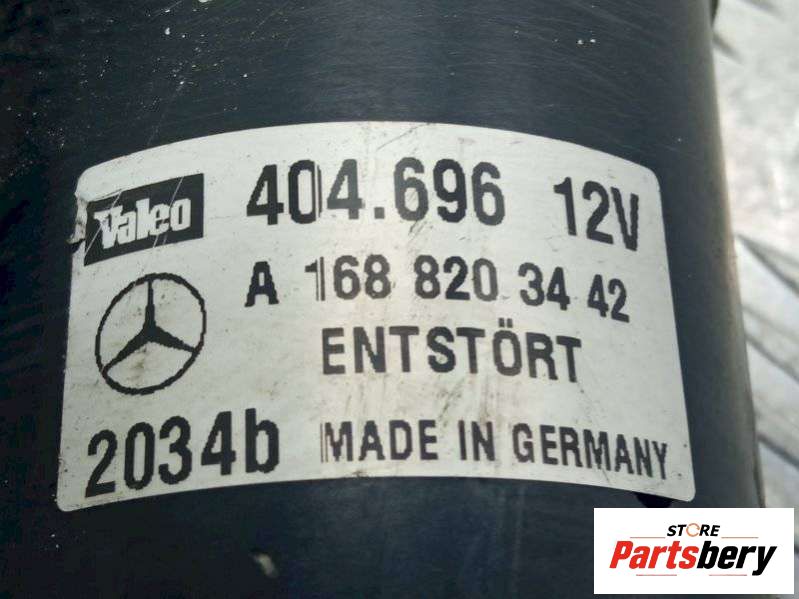 Valeo 404.696 12V
A 168 820 34 42
ENTSTÖRT
2034b MADE IN GERMANY
STORE
Partsbery